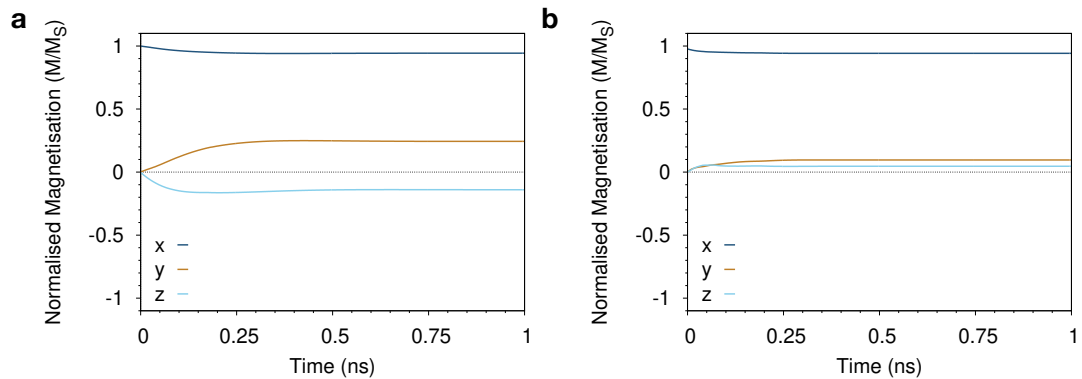 a
Normalised Magnetisation (M/MS)
1
0.5
0
-0.5
-1
x
y
z
0 0.25 0.5 0.75 1
Time (ns)
b
Normalised Magnetisation (M/MS)
1
0.5
0
-0.5
-1
x
y
z
0 0.25 0.5 0.75 1
Time (ns)